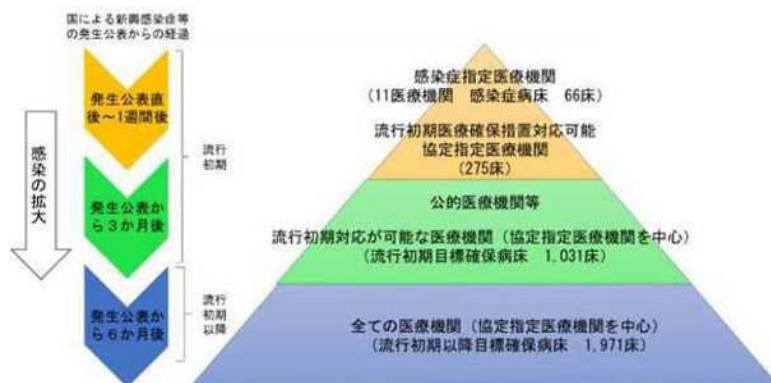 国による新興感染症等
の発生公表からの経過
発生公表直
後～1週間後
発生公表か
ら3か月後
発生公表か
ら6か月後
感染の拡大
流行
初期
流行
初期
以降
感染症指定医療機関
(11医療機関 感染症病床 66床)
流行初期医療確保措置対応可能
協定指定医療機関
(275床)
公的医療機関等
流行初期対応が可能な医療機関(協定指定医療機関を中心)
(流行初期目標確保病床 1,031床)
全ての医療機関(協定指定医療機関を中心)
(流行初期以降目標確保病床 1,971床)